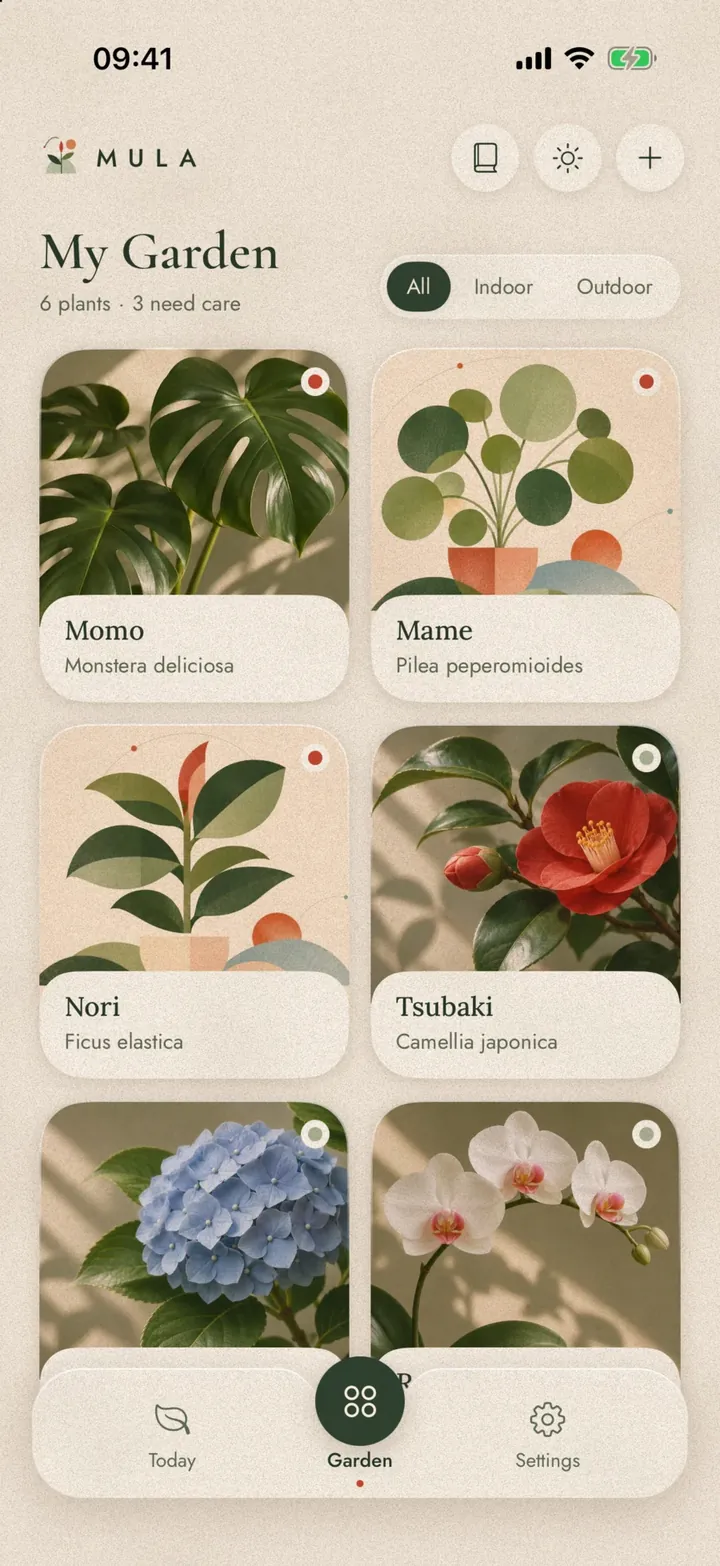 09:41
MULA
My Garden
6 plants · 3 need care
All
Indoor
Outdoor
Momo
Monstera deliciosa
Mame
Pilea peperomioides
Nori
Ficus elastica
Tsubaki
Camellia japonica
Today
Garden
Settings